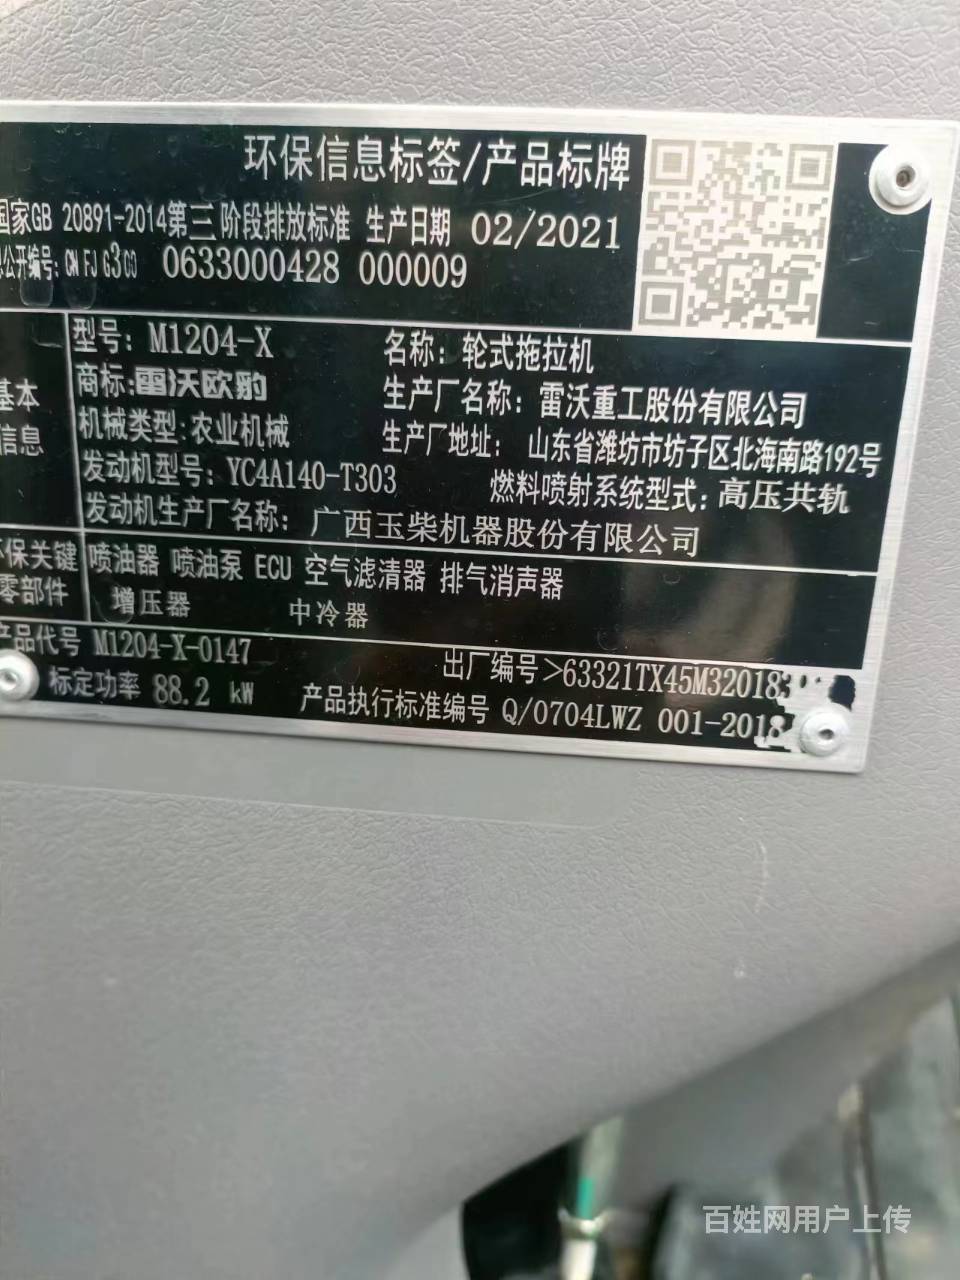 环保信息标签/产品标牌
国家GB 20891-2014第三阶段排放标准 生产日期 02/2021
公开编号: CN FJ G3 0633000428 000009
基本信息
型号: M1204-X 名称: 轮式拖拉机
商标: 雷沃欧豹 生产厂名称: 雷沃重工股份有限公司
机械类型: 农业机械 生产厂地址: 山东省潍坊市坊子区北海南路192号
发动机型号: YC4A140-T303 燃料喷射系统型式: 高压共轨
发动机生产厂名称: 广西玉柴机器股份有限公司
环保关键零部件
喷油器 喷油泵 ECU 空气滤清器 排气消声器
增压器 中冷器
产品代号 M1204-X-0147 出厂编号 >63321TX45M32018
标定功率 88.2 kW 产品执行标准编号 Q/0704LWZ 001-2018
百姓网用户上传